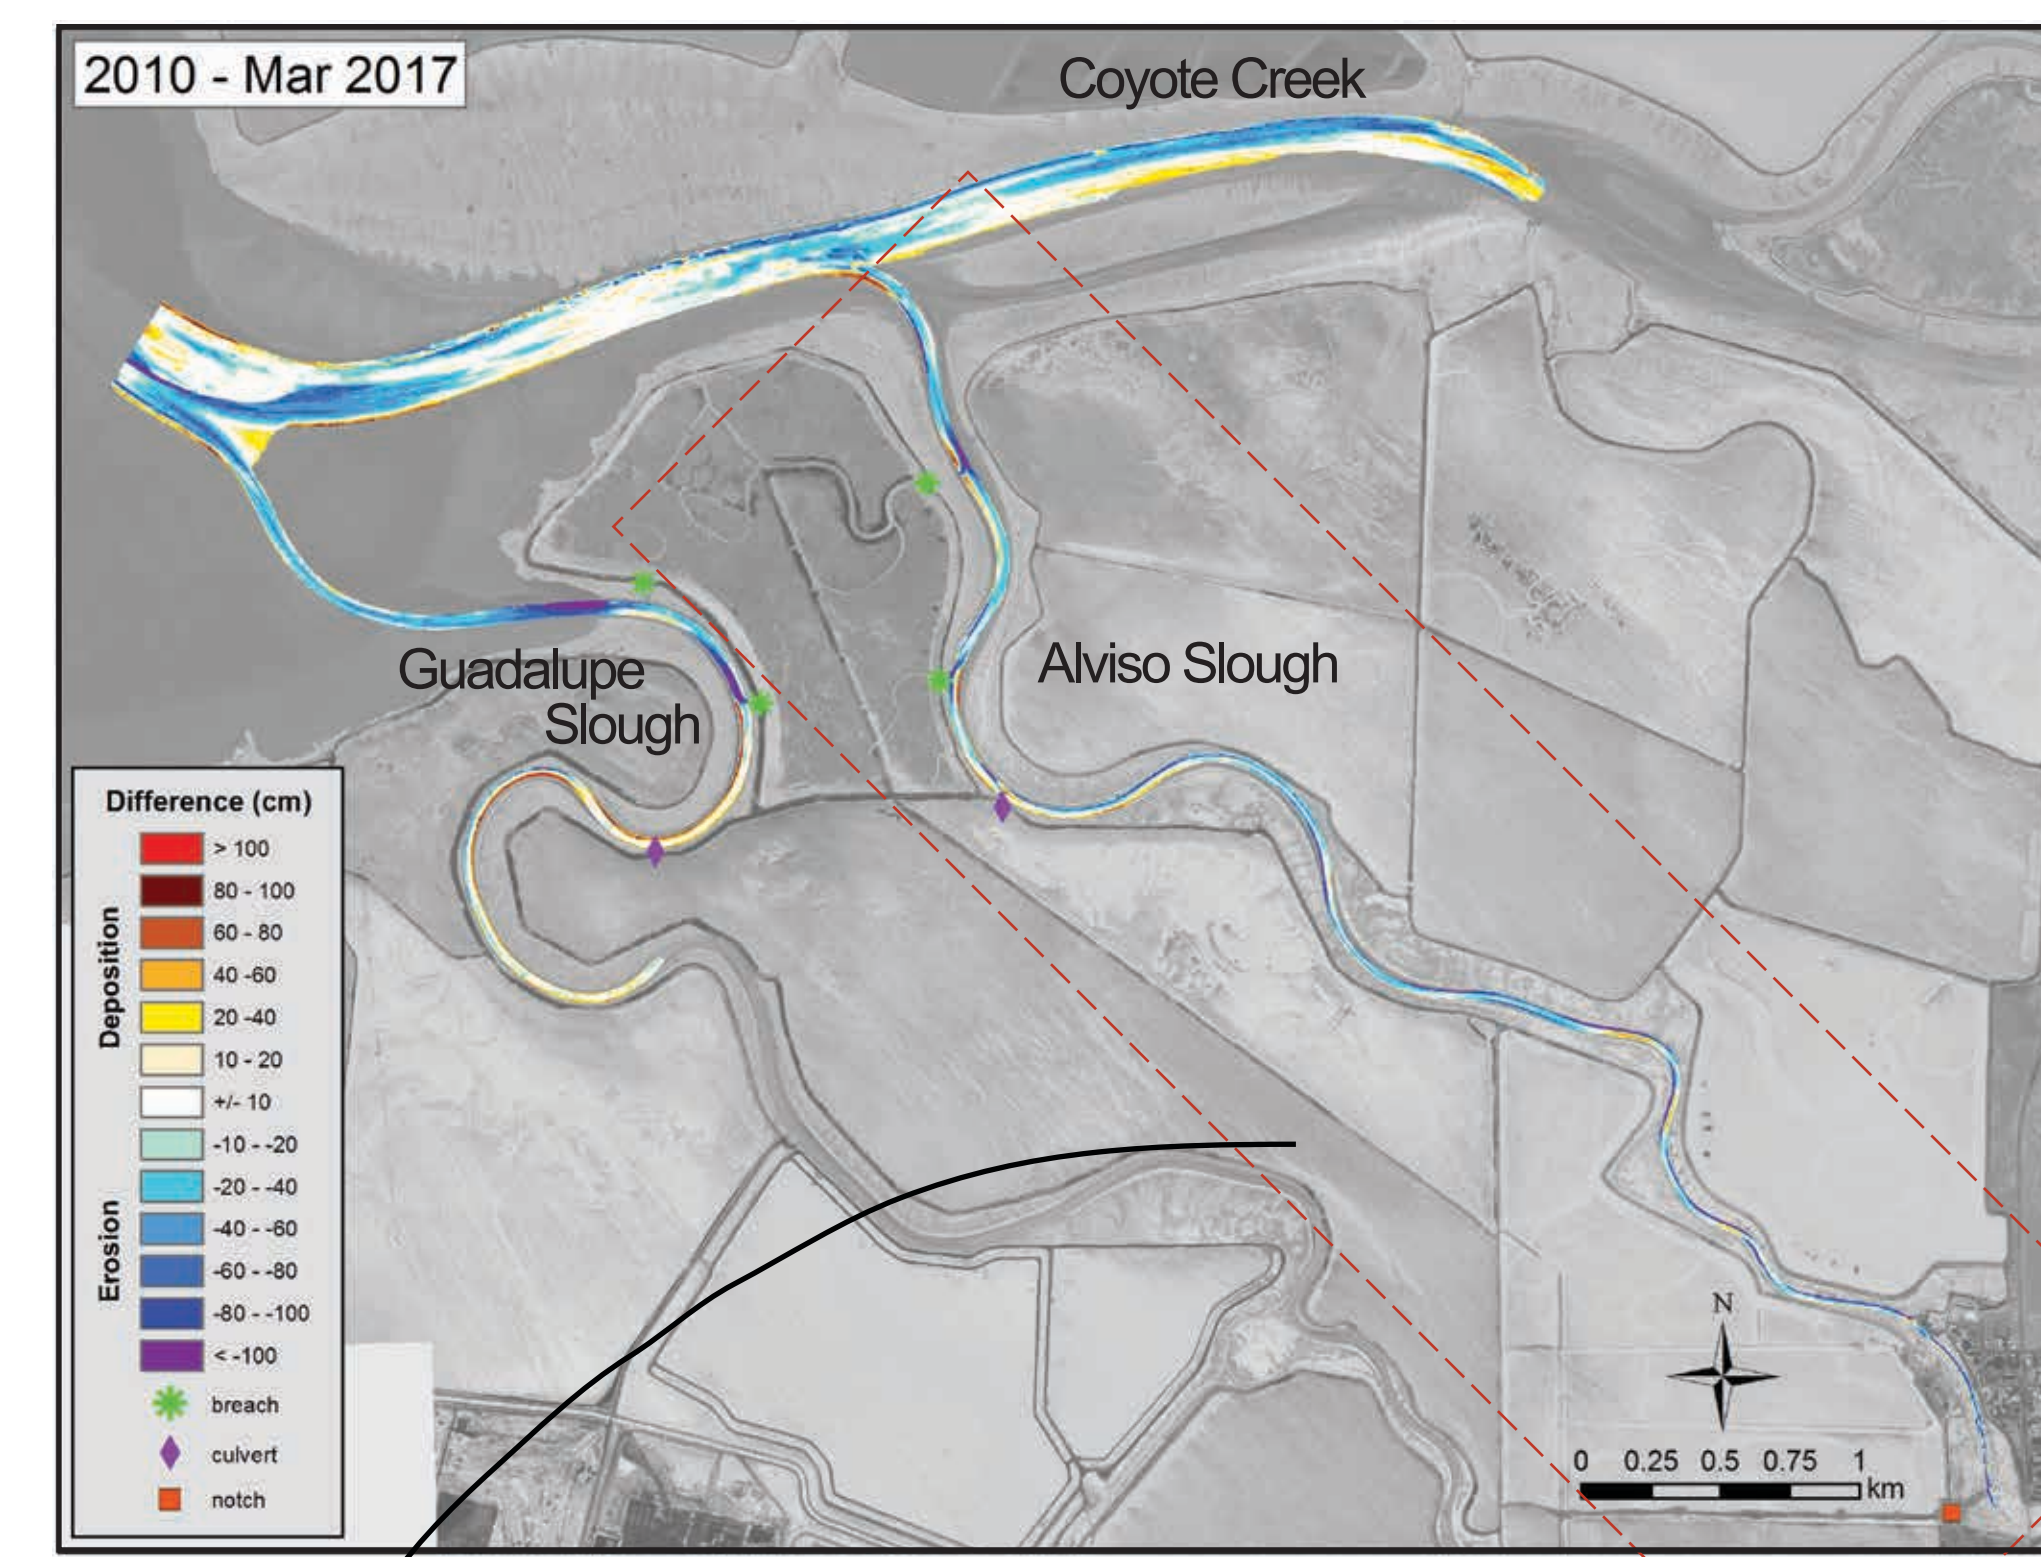 2010 - Mar 2017
Coyote Creek
Guadalupe
Slough
Alviso Slough
Difference (cm)
Deposition
> 100
80 - 100
60 - 80
40 -60
20 -40
10 - 20
+/- 10
Erosion
-10 - -20
-20 - -40
-40 - -60
-60 - -80
-80 - -100
< -100
breach
culvert
notch
N
0 0.25 0.5 0.75 1
km